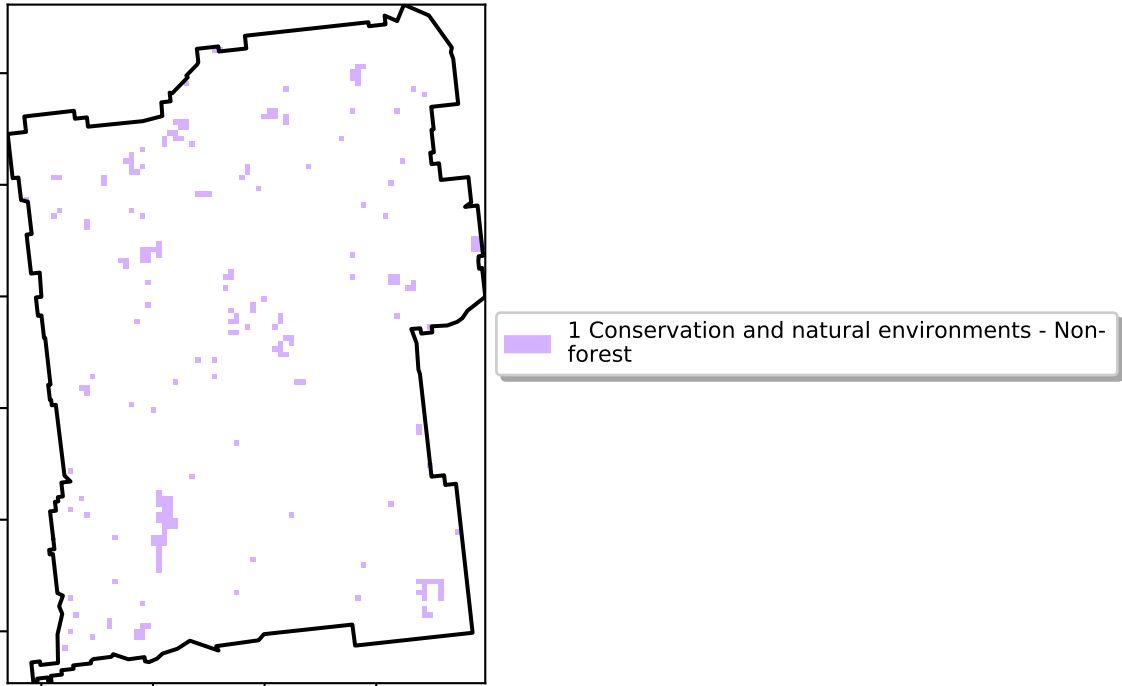 1 Conservation and natural environments - Non-
forest